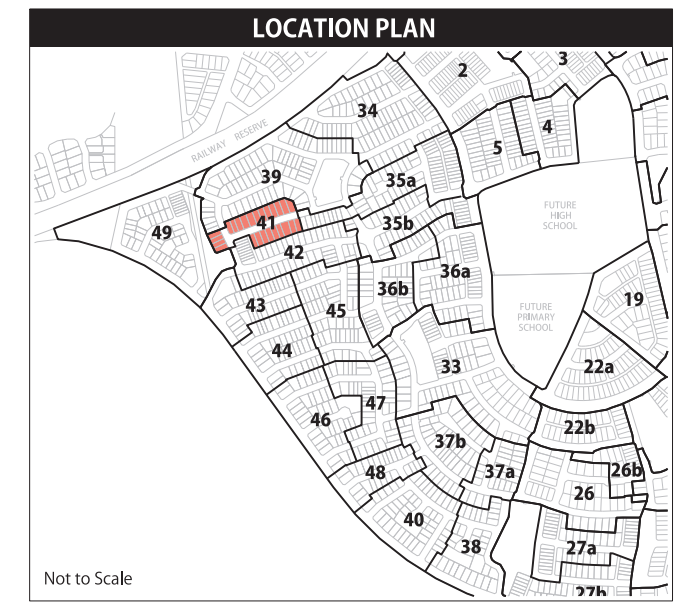 LOCATION PLAN
3
2
34
4
5
RAILWAY RESERVE
39
35a
41
FUTURE
HIGH
SCHOOL
49
35b
42
36a
36b
43
45
19
FUTURE
PRIMARY
SCHOOL
44
33
22a
47
46
22b
37b
48
37a
26b
26
40
38
27a
Not to Scale
27b